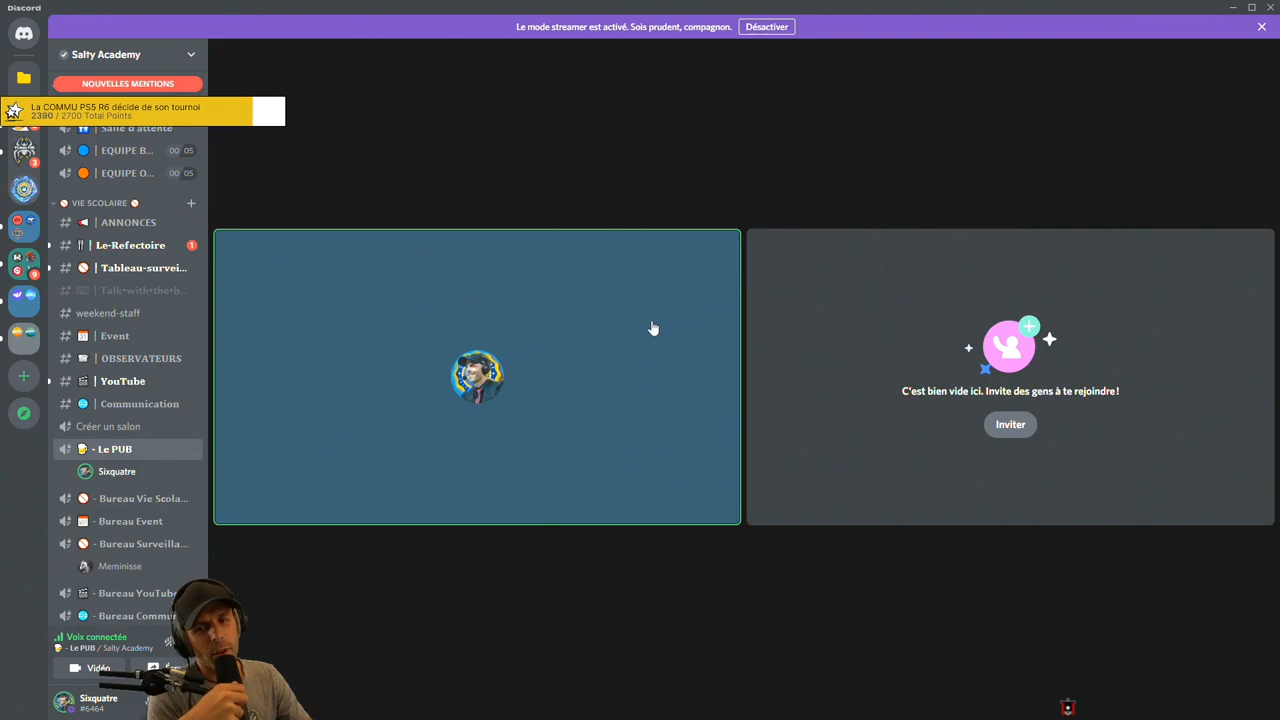 Discord
Le mode streamer est activé. Sois prudent, compagnon.
Désactiver
Salty Academy
NOUVELLES MENTIONS
La COMMU PS5 R6 décide de son tournoi
2390 / 2700 Total Points
| Salle d'attente
| EQUIPE B... 00 05
| EQUIPE O... 00 05
VIE SCOLAIRE
| ANNONCES
| Le-Refectoire 1
| Tableau-survei...
| Talk•with•the•b...
weekend-staff
| Event
| OBSERVATEURS
| YouTube
| Communication
Créer un salon
- Le PUB
Sixquatre
- Bureau Vie Scola...
- Bureau Event
- Bureau Surveilla...
Meminisse
- Bureau YouTube
- Bureau Commu
Voix connectée
- Le PUB / Salty Academy
Vidéo
Sixquatre
#6464
3
9
C'est bien vide ici. Invite des gens à te rejoindre !
Inviter